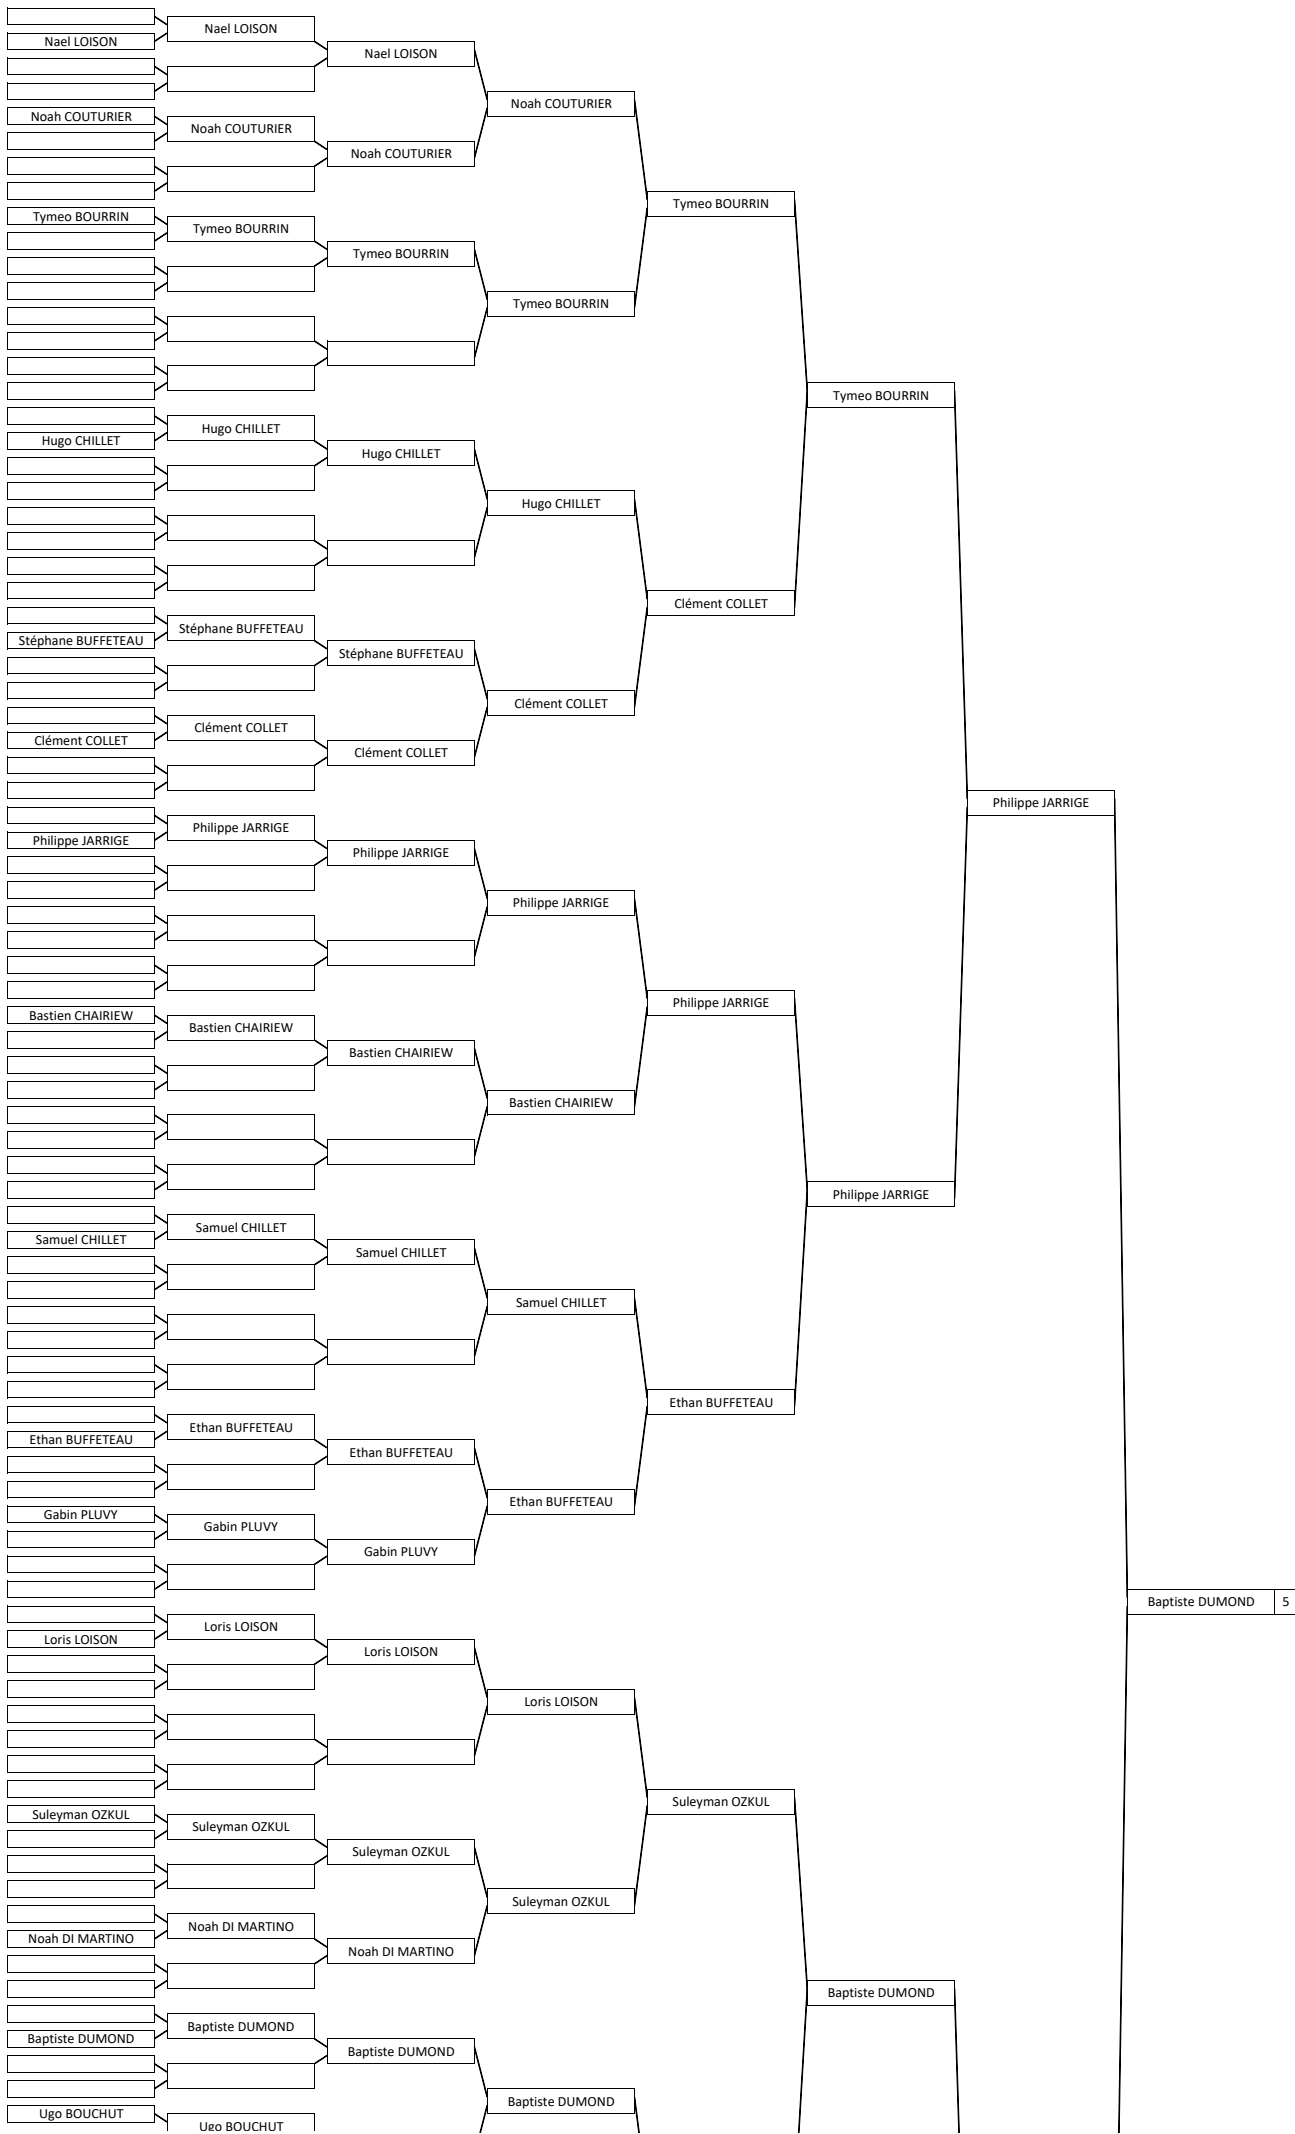 Nael LOISON
Nael LOISON
Nael LOISON
Noah COUTURIER
Noah COUTURIER
Noah COUTURIER
Noah COUTURIER
Tymeo BOURRIN
Tymeo BOURRIN
Tymeo BOURRIN
Tymeo BOURRIN
Tymeo BOURRIN
Tymeo BOURRIN
Hugo CHILLET
Hugo CHILLET
Hugo CHILLET
Hugo CHILLET
Clément COLLET
Stéphane BUFFETEAU
Stéphane BUFFETEAU
Stéphane BUFFETEAU
Clément COLLET
Clément COLLET
Clément COLLET
Clément COLLET
Philippe JARRIGE
Philippe JARRIGE
Philippe JARRIGE
Philippe JARRIGE
Philippe JARRIGE
Philippe JARRIGE
Bastien CHAIRIEW
Bastien CHAIRIEW
Bastien CHAIRIEW
Bastien CHAIRIEW
Philippe JARRIGE
Samuel CHILLET
Samuel CHILLET
Samuel CHILLET
Samuel CHILLET
Ethan BUFFETEAU
Ethan BUFFETEAU
Ethan BUFFETEAU
Ethan BUFFETEAU
Ethan BUFFETEAU
Gabin PLUVY
Gabin PLUVY
Gabin PLUVY
Baptiste DUMOND 5
Loris LOISON
Loris LOISON
Loris LOISON
Loris LOISON
Suleyman OZKUL
Suleyman OZKUL
Suleyman OZKUL
Suleyman OZKUL
Suleyman OZKUL
Noah DI MARTINO
Noah DI MARTINO
Noah DI MARTINO
Baptiste DUMOND
Baptiste DUMOND
Baptiste DUMOND
Baptiste DUMOND
Baptiste DUMOND
Ugo BOUCHUT
Ugo BOUCHUT